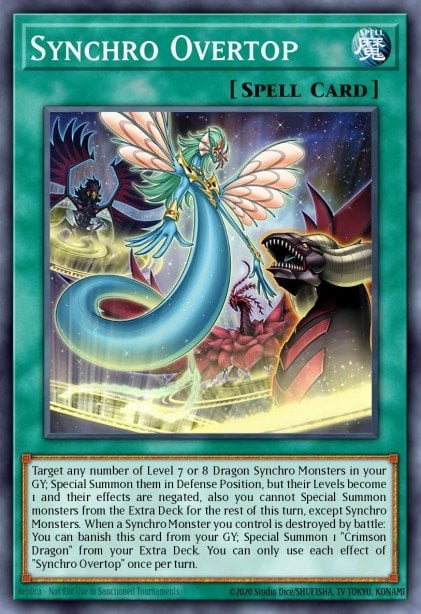 SYNCHRO OVERTOP
SPELL
魔
[SPELL CARD]
Target any number of Level 7 or 8 Dragon Synchro Monsters in your
GY; Special Summon them in Defense Position, but their Levels become
1 and their effects are negated, also you cannot Special Summon
monsters from the Extra Deck for the rest of this turn, except Synchro
Monsters. When a Synchro Monster you control is destroyed by battle:
You can banish this card from your GY; Special Summon 1 "Crimson
Dragon" from your Extra Deck. You can only use each effect of
"Synchro Overtop" once per turn.
Replica - Not For Use in Sanctioned Tournaments
©2020 Studio Dice/SHUEISHA, TV TOKYO, KONAMI